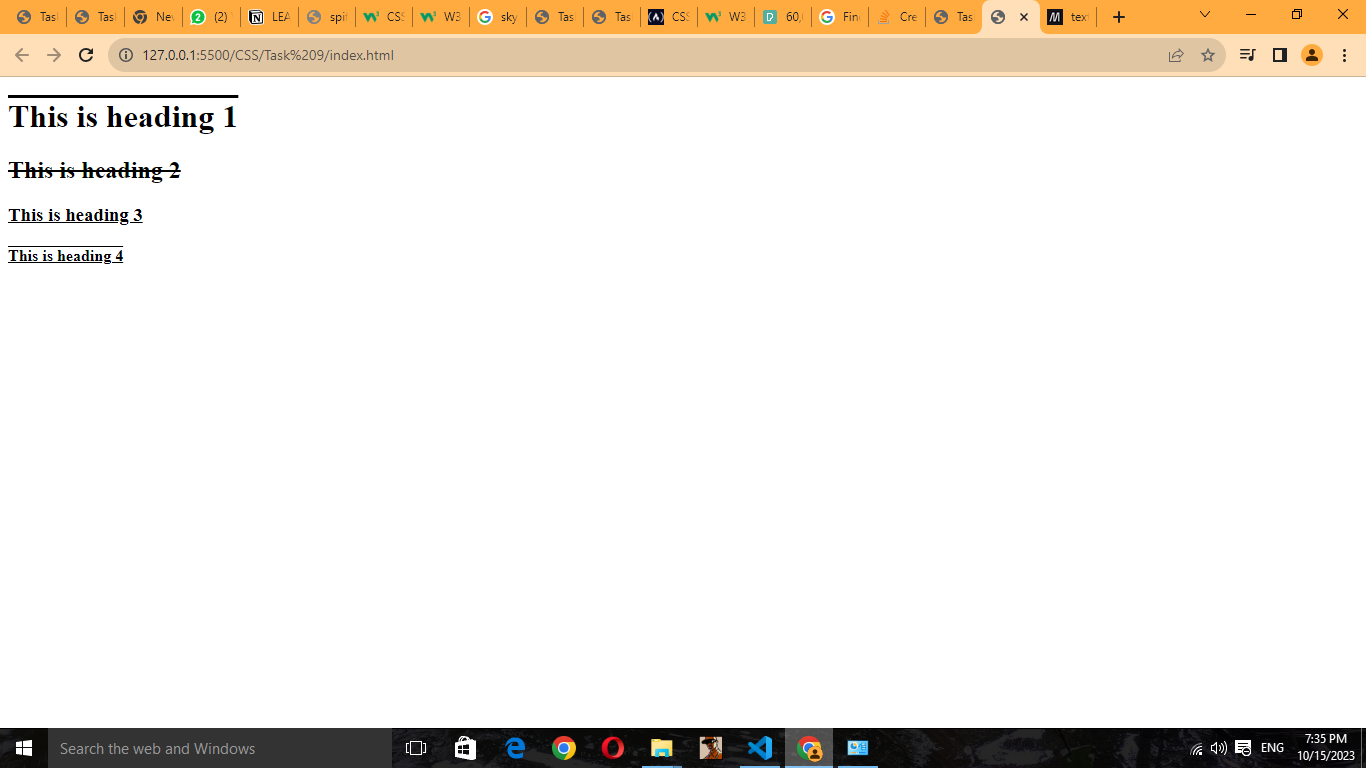 Tas
Tas
Ne
(2)
LEA
spi
CSS
W3
sky
Tas
Tas
CSS
W3
60,
Fin
Cre
Tas
tex
127.0.0.1:5500/CSS/Task%209/index.html
This is heading 1
This is heading 2
This is heading 3
This is heading 4
Search the web and Windows
ENG
7:35 PM
10/15/2023